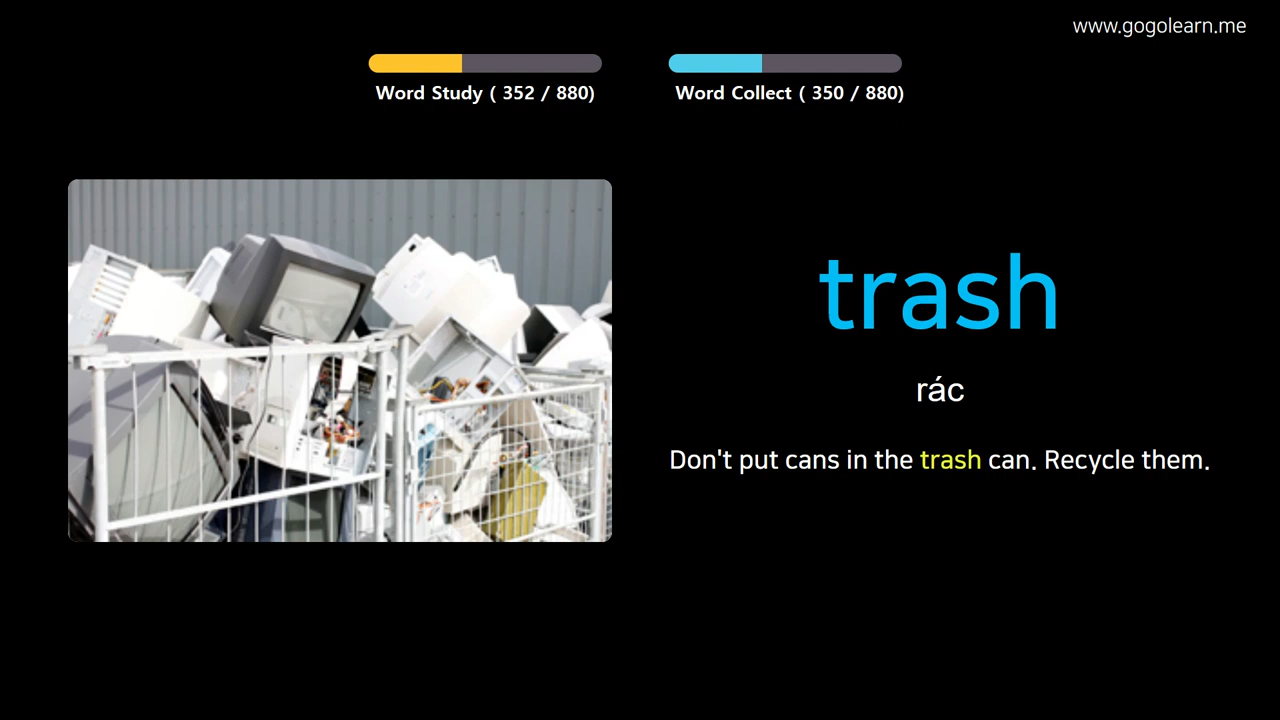 www.gogolearn.me
Word Study ( 352 / 880)
Word Collect ( 350 / 880)
trash
rác
Don't put cans in the trash can. Recycle them.